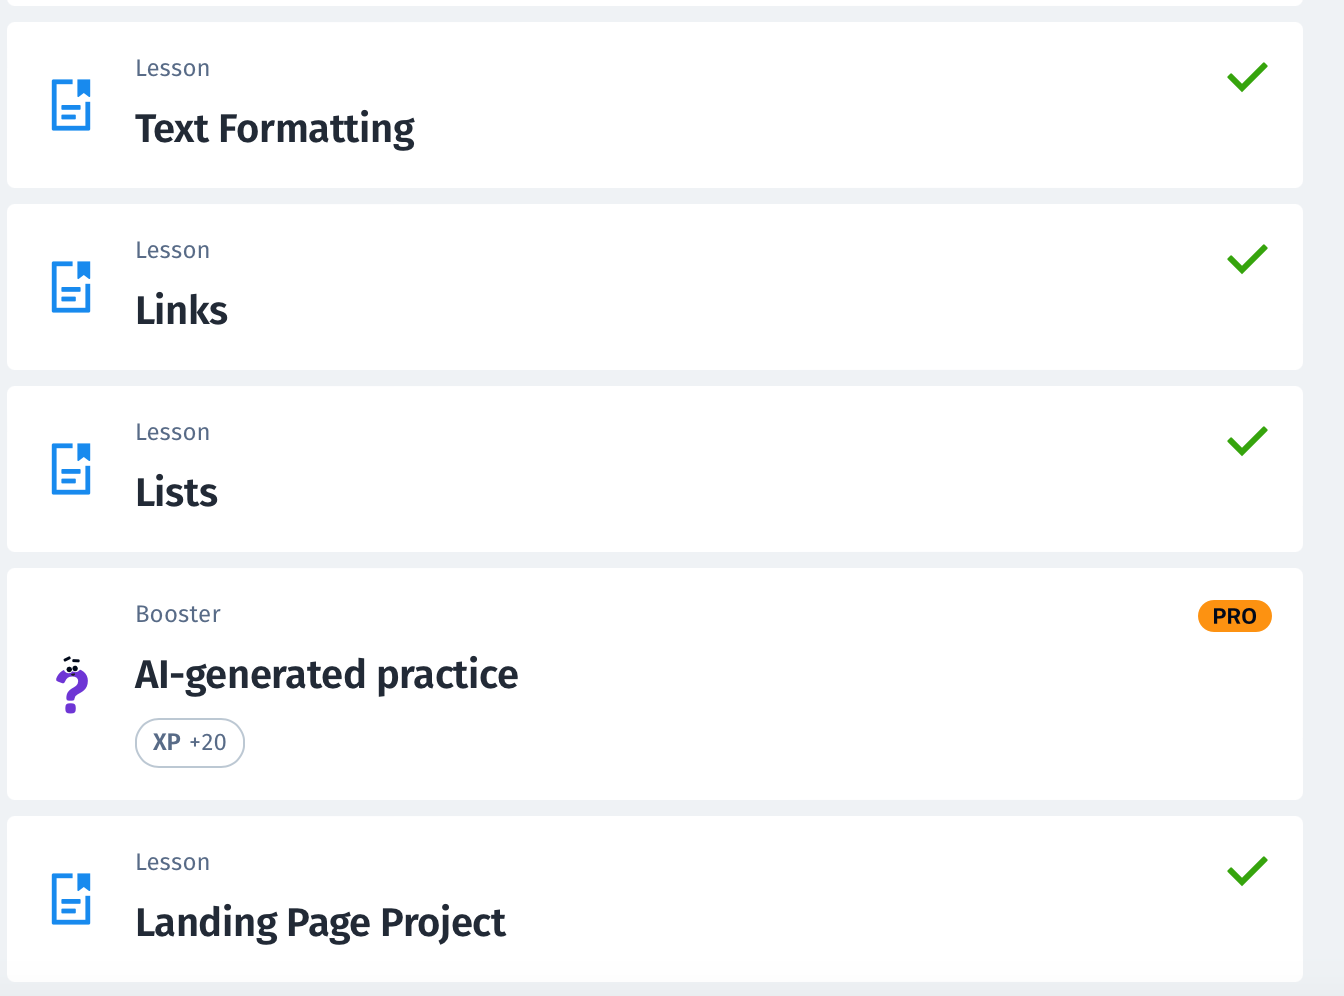 Lesson
Text Formatting
Lesson
Links
Lesson
Lists
Booster
PRO
AI-generated practice
XP +20
Lesson
Landing Page Project